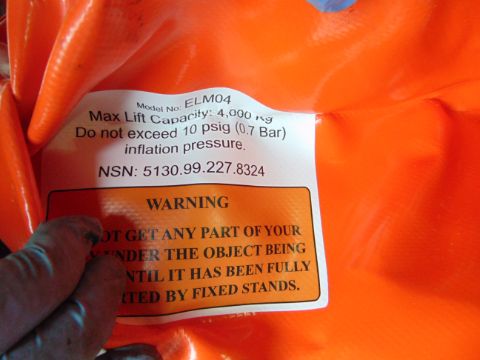 Model No: ELM04
Max Lift Capacity: 4,000 Kg
Do not exceed 10 psig (0.7 Bar)
inflation pressure.
NSN: 5130.99.227.8324
WARNING
OT GET ANY PART OF YOUR
UNDER THE OBJECT BEING
UNTIL IT HAS BEEN FULLY
RTED BY FIXED STANDS.